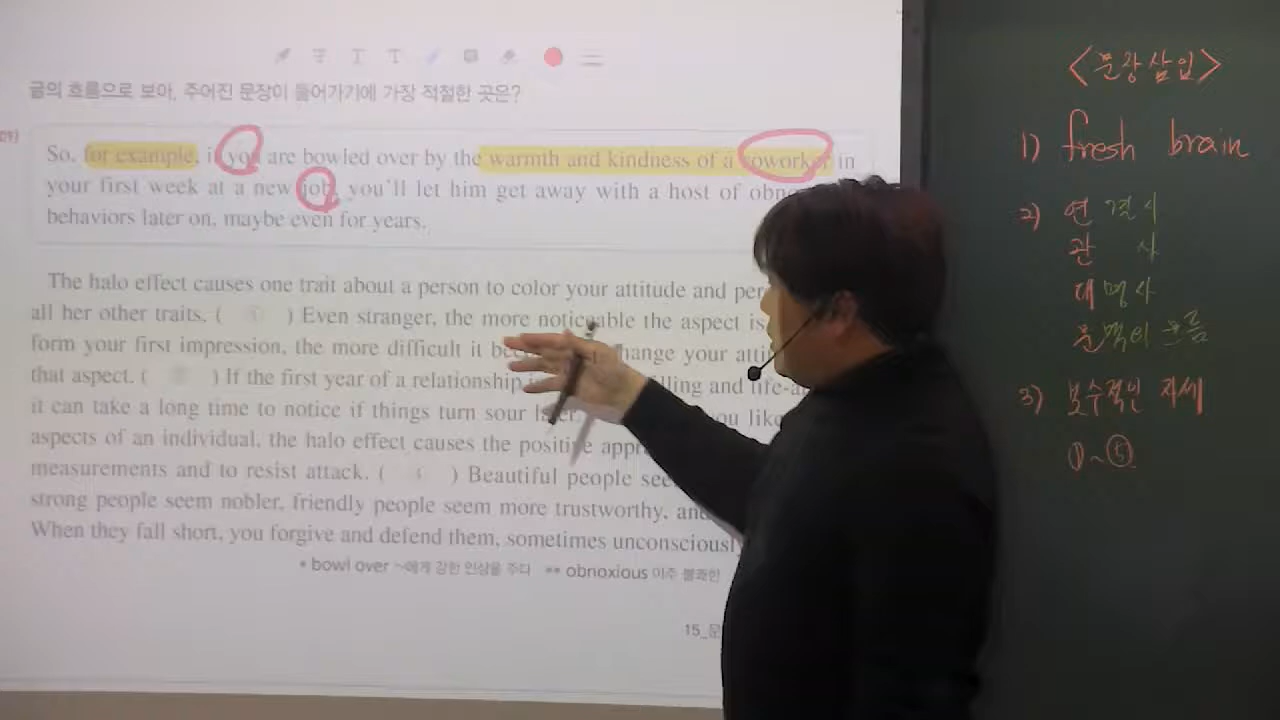 글의 흐름으로 보아, 주어진 문장이 들어가기에 가장 적절한 곳은?
So, for example, if you are bowled over by the warmth and kindness of a coworker in
your first week at a new job, you'll let him get away with a host of
behaviors later on, maybe even for years.
The halo effect causes one trait about a person to color your attitude and
all her other traits. ( ) Even stranger, the more noticeable the aspect is
form your first impression, the more difficult it change your
that aspect. ( ) If the first year of a relationship and
it can take a long time to notice if things turn sour you like
aspects of an individual, the halo effect causes the positive
measurements and to resist attack. ( ) Beautiful people
strong people seem nobler, friendly people seem more trustworthy,
When they fall short, you forgive and defend them, sometimes unconsciously
* bowl over ~에게 강한 인상을 주다 ** obnoxious 아주 불쾌한
15_
<문장삽입>
1) fresh brain
2) 연결사
관 사
대명사
문맥의 흐름
3) 보수적인 자세
①~⑤